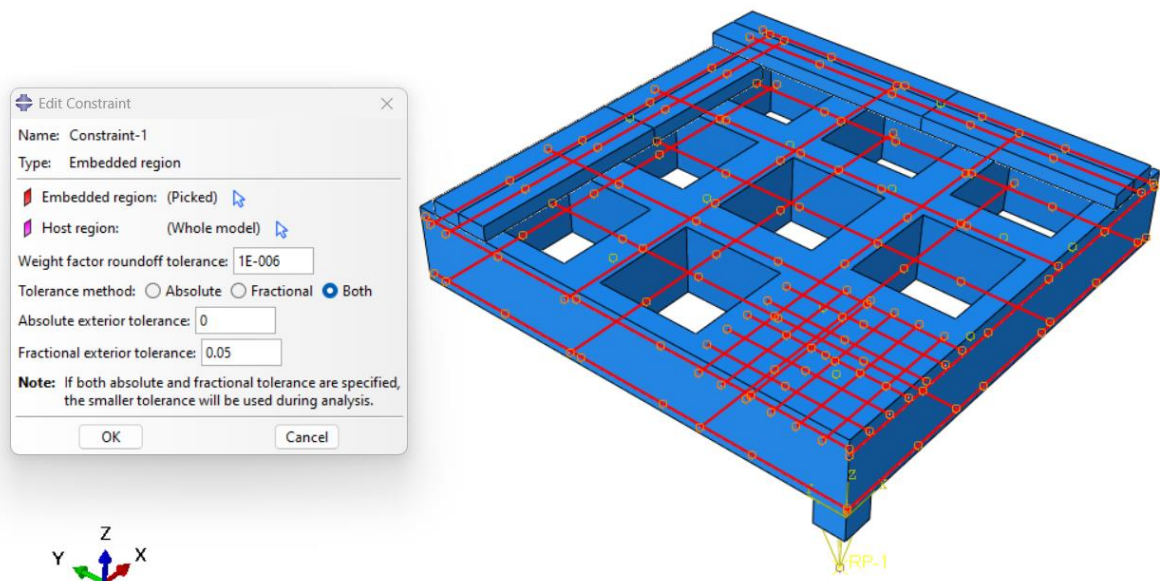 Edit Constraint
Name: Constraint-1
Type: Embedded region
Embedded region: (Picked)
Host region: (Whole model)
Weight factor roundoff tolerance: 1E-006
Tolerance method: Absolute Fractional Both
Absolute exterior tolerance: 0
Fractional exterior tolerance: 0.05
Note: If both absolute and fractional tolerance are specified,
the smaller tolerance will be used during analysis.
OK Cancel
Z
RP-1
Z
Y X